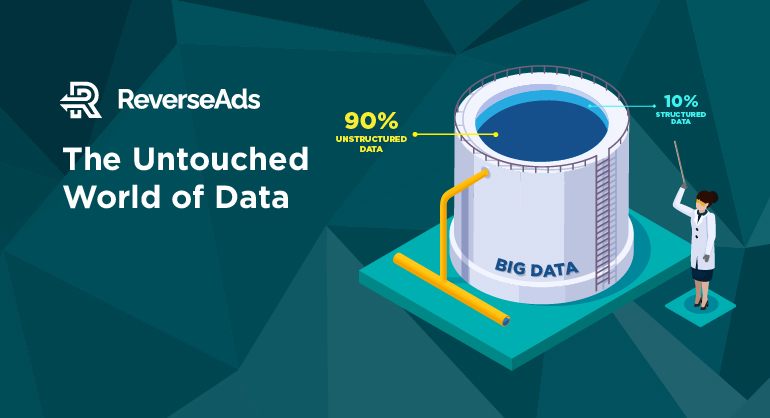 ReverseAds
The Untouched
World of Data
90%
UNSTRUCTURED
DATA
10%
STRUCTURED
DATA
BIG DATA